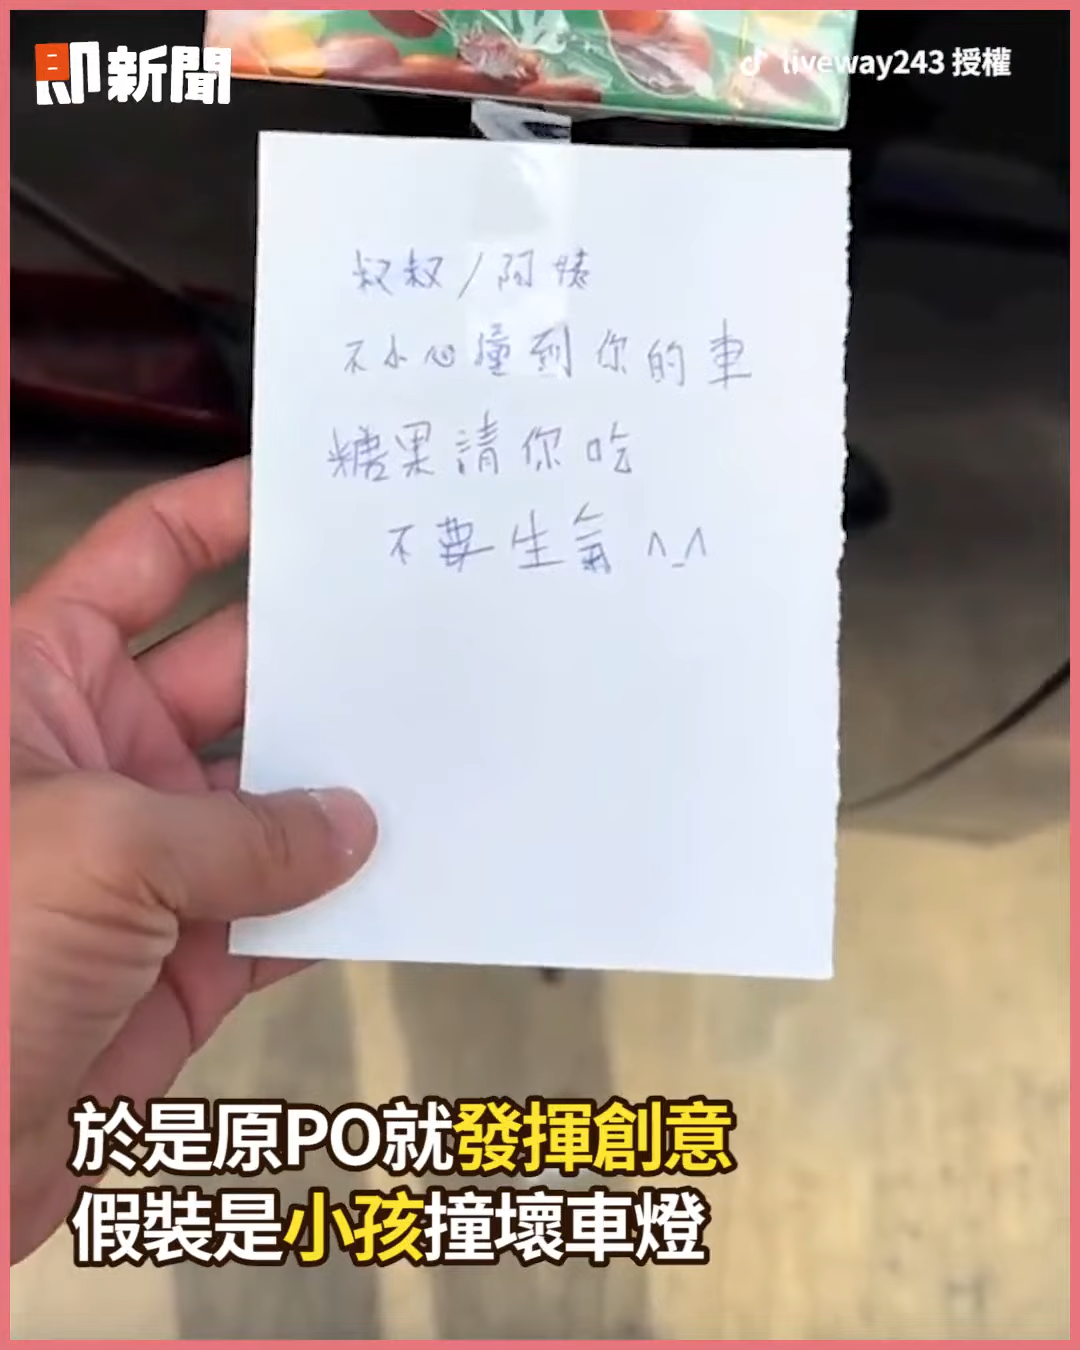 即新聞
liveway243 授權
叔叔/阿姨
不小心撞到你的車
糖果請你吃
不要生氣^_^
於是原PO就發揮創意
假裝是小孩撞壞車燈